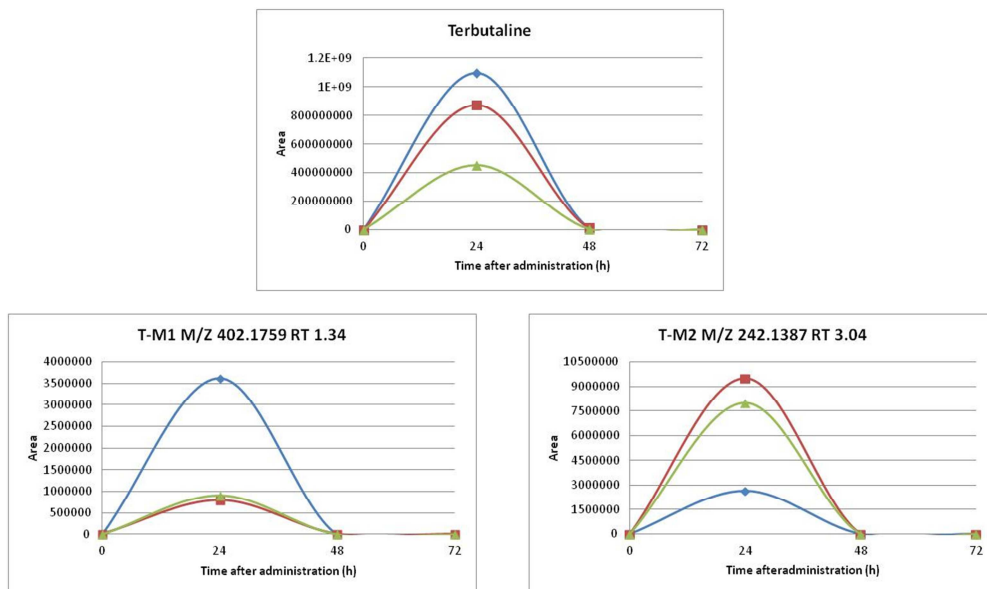 Terbutaline
1.2E+09
1E+09
800000000
600000000
400000000
200000000
0
Area
0 24 48 72
Time after administration (h)
T-M1 M/Z 402.1759 RT 1.34
4000000
3500000
3000000
2500000
2000000
1500000
1000000
500000
0
Area
0 24 48 72
Time after administration (h)
T-M2 M/Z 242.1387 RT 3.04
10500000
9000000
7500000
6000000
4500000
3000000
1500000
0
Area
0 24 48 72
Time afteradministration (h)